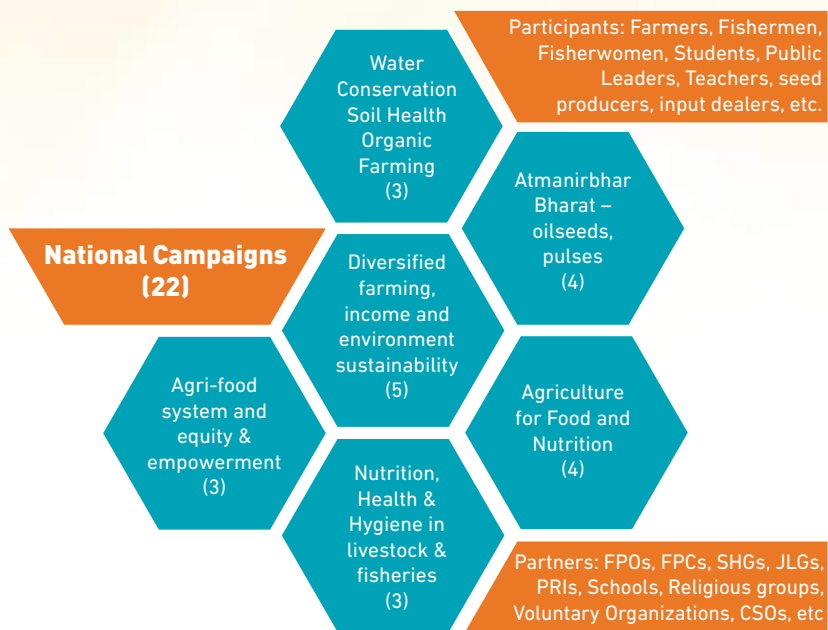 Participants: Farmers, Fishermen,
Fisherwomen, Students, Public
Leaders, Teachers, seed
producers, input dealers, etc.
Water
Conservation
Soil Health
Organic
Farming
(3)
Atmanirbhar
Bharat –
oilseeds,
pulses
(4)
National Campaigns
(22)
Diversified
farming,
income and
environment
sustainability
(5)
Agri-food
system and
equity &
empowerment
(3)
Agriculture
for Food and
Nutrition
(4)
Nutrition,
Health &
Hygiene in
livestock &
fisheries
(3)
Partners: FPOs, FPCs, SHGs, JLGs,
PRIs, Schools, Religious groups,
Voluntary Organizations, CSOs, etc